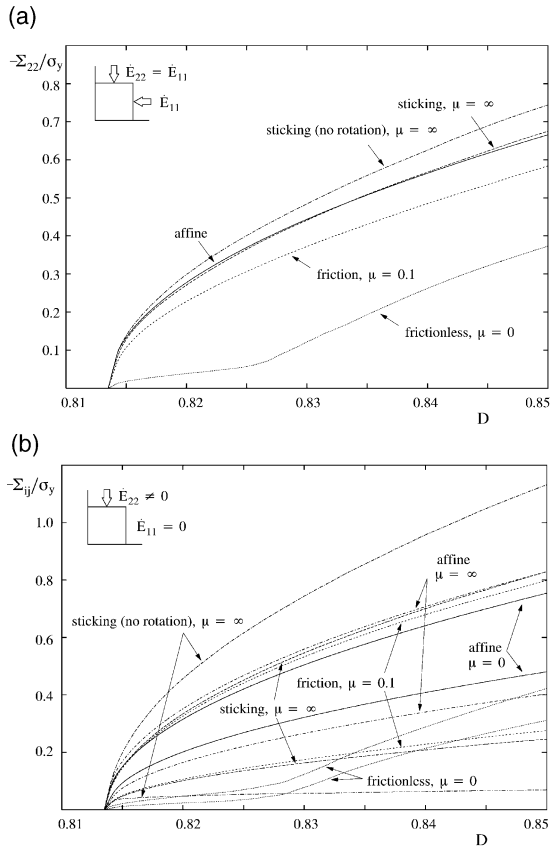 (a)
–Σ22/σy
Ė22 = Ė11
Ė11
0.8
0.7
0.6
0.5
0.4
0.3
0.2
0.1
sticking, μ = ∞
sticking (no rotation), μ = ∞
affine
friction, μ = 0.1
frictionless, μ = 0
0.81
0.82
0.83
0.84
0.85
D
(b)
–Σij/σy
Ė22 ≠ 0
Ė11 = 0
1.0
0.8
0.6
0.4
0.2
affine
μ = ∞
sticking (no rotation), μ = ∞
affine
μ = 0
friction, μ = 0.1
sticking, μ = ∞
frictionless, μ = 0
0.81
0.82
0.83
0.84
0.85
D